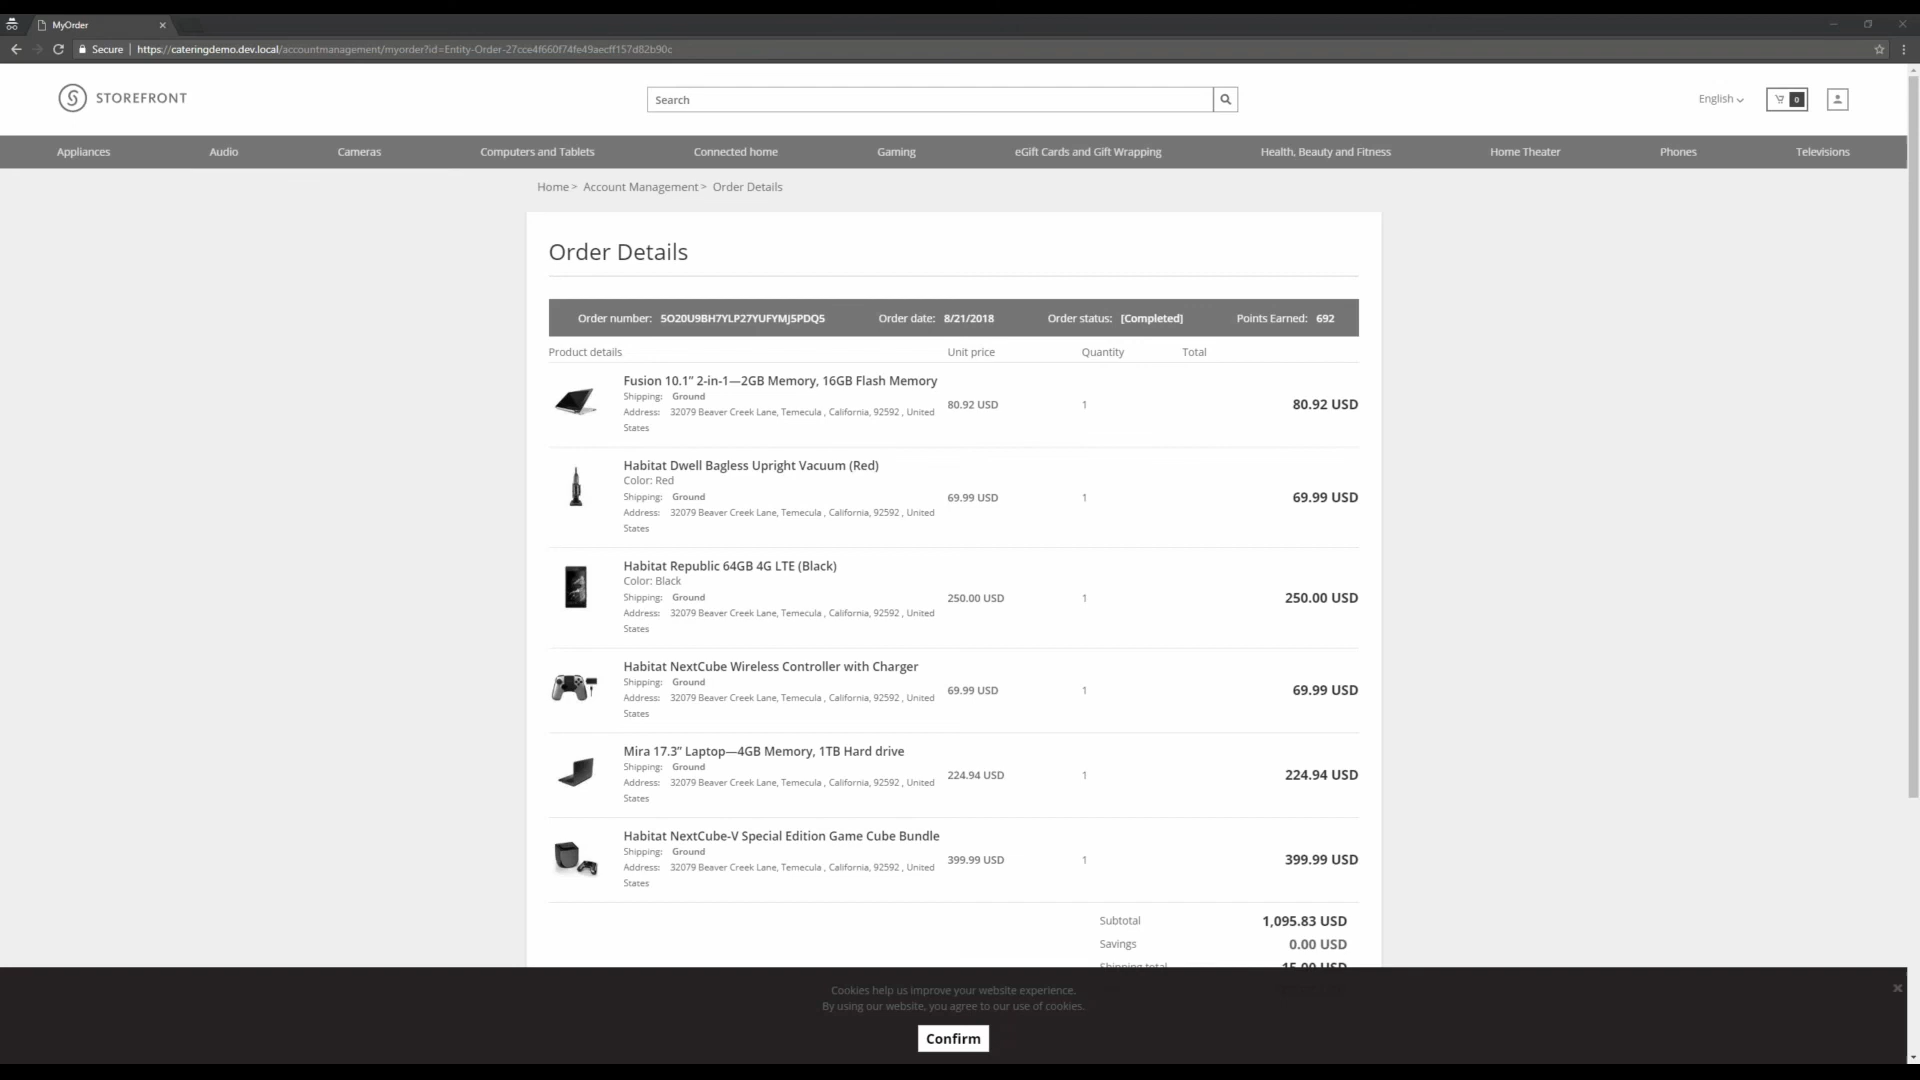 MyOrder
Secure | https://cateringdemo.dev.local/accountmanagement/myorder?id=Entity-Order-27cce4f660f74fe49aecff157d82b90c
STOREFRONT
Search
English
0
Appliances Audio Cameras Computers and Tablets Connected home Gaming eGift Cards and Gift Wrapping Health, Beauty and Fitness Home Theater Phones Televisions
Home > Account Management > Order Details
Order Details
Order number: 5O20U9BH7YLP27YUFYMJ5PDQ5 Order date: 8/21/2018 Order status: [Completed] Points Earned: 692
Product details Unit price Quantity Total
Fusion 10.1” 2-in-1—2GB Memory, 16GB Flash Memory
Shipping: Ground
Address: 32079 Beaver Creek Lane, Temecula , California, 92592 , United
States
80.92 USD 1 80.92 USD
Habitat Dwell Bagless Upright Vacuum (Red)
Color: Red
Shipping: Ground
Address: 32079 Beaver Creek Lane, Temecula , California, 92592 , United
States
69.99 USD 1 69.99 USD
Habitat Republic 64GB 4G LTE (Black)
Color: Black
Shipping: Ground
Address: 32079 Beaver Creek Lane, Temecula , California, 92592 , United
States
250.00 USD 1 250.00 USD
Habitat NextCube Wireless Controller with Charger
Shipping: Ground
Address: 32079 Beaver Creek Lane, Temecula , California, 92592 , United
States
69.99 USD 1 69.99 USD
Mira 17.3” Laptop—4GB Memory, 1TB Hard drive
Shipping: Ground
Address: 32079 Beaver Creek Lane, Temecula , California, 92592 , United
States
224.94 USD 1 224.94 USD
Habitat NextCube-V Special Edition Game Cube Bundle
Shipping: Ground
Address: 32079 Beaver Creek Lane, Temecula , California, 92592 , United
States
399.99 USD 1 399.99 USD
Subtotal 1,095.83 USD
Savings 0.00 USD
Shipping total 15.00 USD
Cookies help us improve your website experience.
By using our website, you agree to our use of cookies.
Confirm